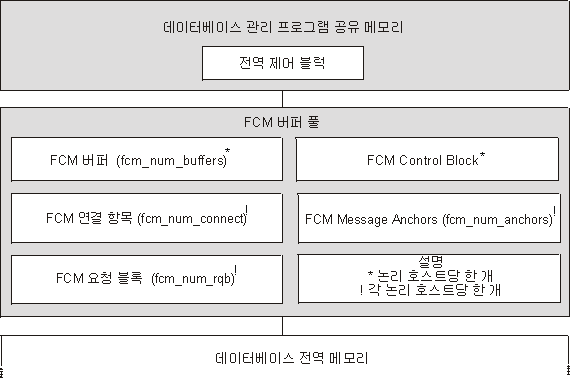 데이터베이스 관리 프로그램 공유 메모리
전역 제어 블럭
FCM 버퍼 풀
FCM 버퍼 (fcm_num_buffers)*
FCM Control Block*
FCM 연결 항목 (fcm_num_connect)!
FCM Message Anchors (fcm_num_anchors)!
FCM 요청 블록 (fcm_num_rqb)!
설명
* 논리 호스트당 한 개
! 각 논리 호스트당 한 개
데이터베이스 전역 메모리